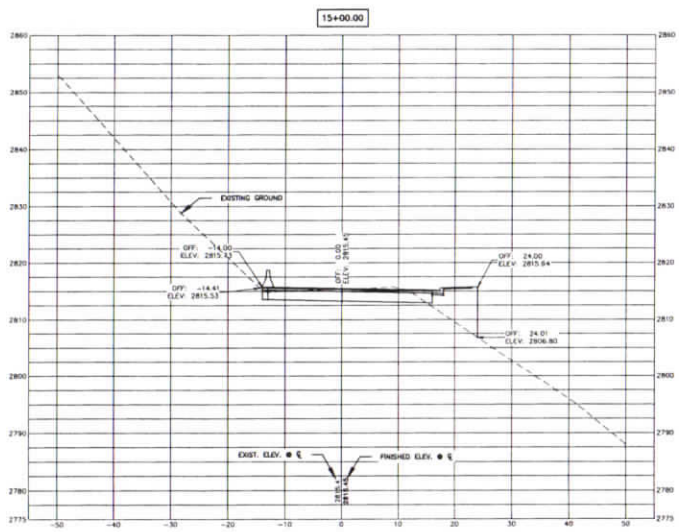 15+00.00
2860
2860
2850
2850
2840
2840
2830
2830
EXISTING GROUND
OFF: -14.00
OFF: 0.00
ELEV: 2815.45
OFF: 24.00
ELEV: 2815.64
2820
2820
OFF: -14.41
ELEV: 2815.53
2810
2810
OFF: 24.01
ELEV: 2806.80
2800
2800
2790
2790
EXIST. ELEV. @ ℄
FINISHED ELEV. @ ℄
2780
2780
2815.4
2815.45
2775
2775
-50
-40
-30
-20
-10
0
10
20
30
40
50